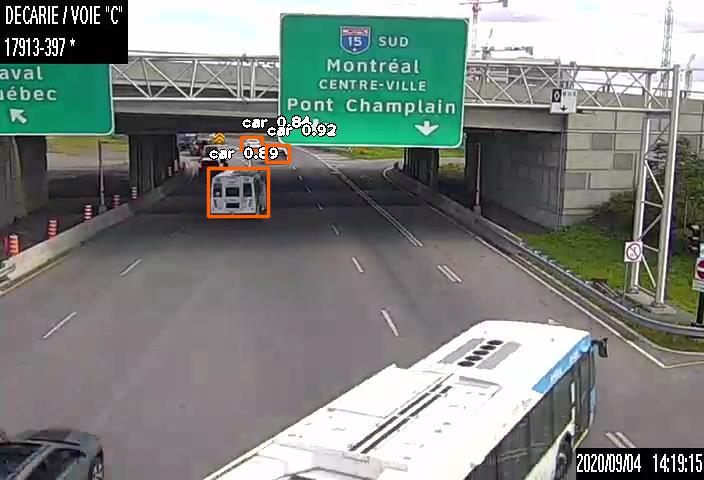 DECARIE / VOIE "C"
17913-397 *
aval
uébec
15 SUD
Montréal
CENTRE-VILLE
Pont Champlain
car 0.84
car 0.92
car 0.89
2020/09/04 14:19:15